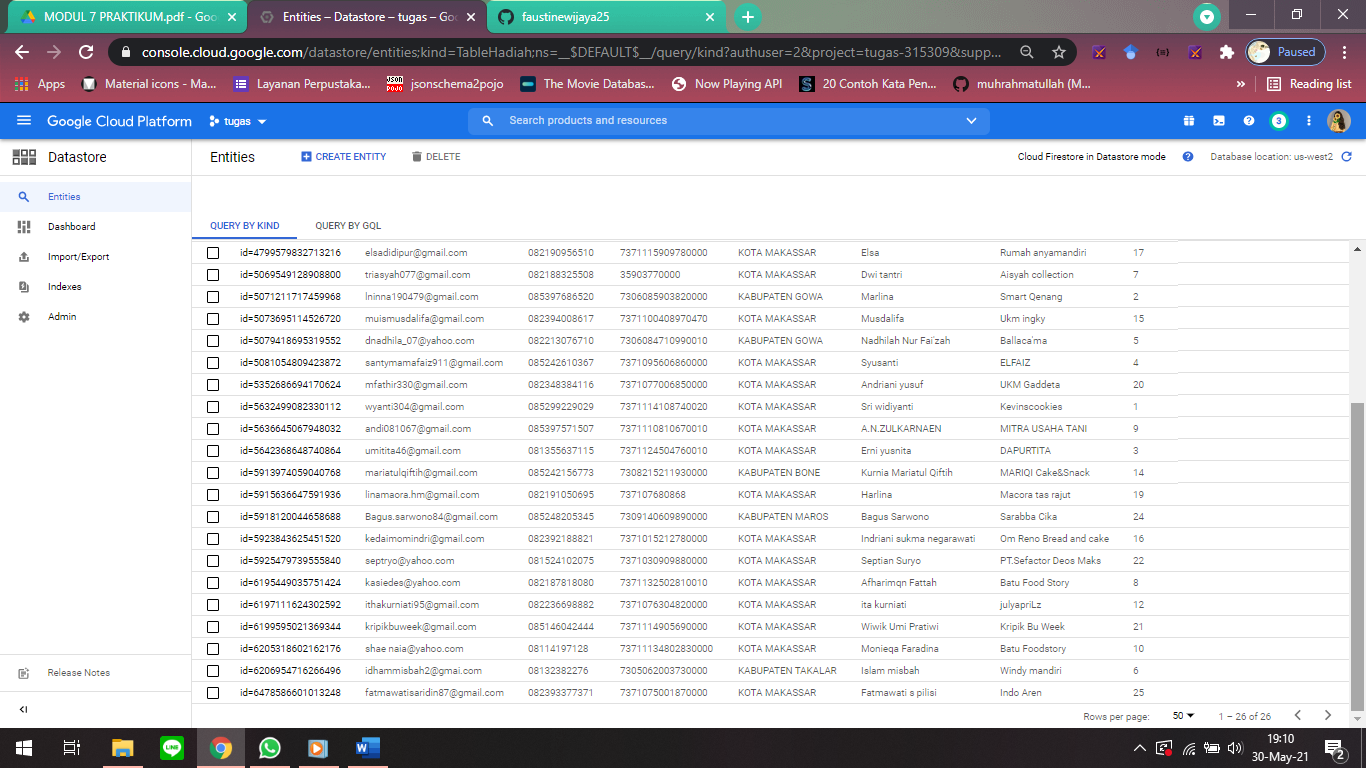 MODUL 7 PRAKTIKUM.pdf - Goo
Entities – Datastore – tugas – Goo
faustinewijaya25
console.cloud.google.com/datastore/entities;kind=TableHadiah;ns=__$DEFAULT$__/query/kind?authuser=2&project=tugas-315309&supp...
Paused
Apps
Material icons - Ma...
Layanan Perpustaka...
jsonschema2pojo
The Movie Databas...
Now Playing API
20 Contoh Kata Pen...
muhrahmatullah (M...
»
Reading list
Google Cloud Platform
tugas
Search products and resources
3
Datastore
Entities
CREATE ENTITY
DELETE
Cloud Firestore in Datastore mode
Database location: us-west2
Entities
Dashboard
Import/Export
Indexes
Admin
Release Notes
QUERY BY KIND
QUERY BY GQL
id=4799579832713216 elsaadidipur@gmail.com 082190956510 7371115909780000 KOTA MAKASSAR Elsa Rumah anyamandiri 17
id=5069549128908800 triasyah077@gmail.com 082188325508 35903770000 KOTA MAKASSAR Dwi tantri Aisyah collection 7
id=5071211717459968 lninna190479@gmail.com 085397686520 7306085903820000 KABUPATEN GOWA Marlina Smart Qenang 2
id=5073695114526720 muismusdalifa@gmail.com 082394008617 7371100408970470 KOTA MAKASSAR Musdalifa Ukm ingky 15
id=5079418695319552 dnadhila_07@yahoo.com 082213076710 7306084710990010 KABUPATEN GOWA Nadhilah Nur Fai'zah Ballaca'ma 5
id=5081054809423872 santymamafaiz911@gmail.com 085242610367 7371095606860000 KOTA MAKASSAR Syusanti ELFAIZ 4
id=5352686694170624 mfathir330@gmail.com 082348384116 7371077006850000 KOTA MAKASSAR Andriani yusuf UKM Gaddeta 20
id=5632499082330112 wyanti304@gmail.com 085299229029 7371114108740020 KOTA MAKASSAR Sri widiyanti Kevinscookies 1
id=5636645067948032 andi081067@gmail.com 085397571507 7371110810670010 KOTA MAKASSAR A.N.ZULKARNAEN MITRA USAHA TANI 9
id=5642368648740864 umitita46@gmail.com 081355637115 7371124504760010 KOTA MAKASSAR Erni yusnita DAPURTITA 3
id=5913974059040768 mariatulqiftih@gmail.com 085242156773 7308215211930000 KABUPATEN BONE Kurnia Mariatul Qiftih MARIQI Cake&Snack 14
id=5915636647591936 linamaora.hm@gmail.com 082191050695 737107680868 KOTA MAKASSAR Harlina Macora tas rajut 19
id=5918120044658688 Bagus.sarwono84@gmail.com 085248205345 7309140609890000 KABUPATEN MAROS Bagus Sarwono Sarabba Cika 24
id=5923843625451520 kedaimomindri@gmail.com 082392188821 7371015212780000 KOTA MAKASSAR Indriani sukma negarawati Om Reno Bread and cake 16
id=5925479739555840 septryo@yahoo.com 081524102075 7371030909880000 KOTA MAKASSAR Septian Suryo PT.Sefactor Deos Maks 22
id=6195449035751424 kasiedes@yahoo.com 082187818080 7371132502810010 KOTA MAKASSAR Afharimqn Fattah Batu Food Story 8
id=6197111624302592 ithakurniati95@gmail.com 082236698882 7371076304820000 KOTA MAKASSAR ita kurniati julyapriLz 12
id=6199595021369344 kripikbuweek@gmail.com 085146042444 7371114905690000 KOTA MAKASSAR Wiwik Umi Pratiwi Kripik Bu Week 21
id=6205318602162176 shae naia@yahoo.com 08114197128 73711134802830000 KOTA MAKASSAR Monieqa Faradina Batu Foodstory 10
id=6206954716266496 idhammisbah2@gmai.com 08132382276 7305062003730000 KABUPATEN TAKALAR Islam misbah Windy mandiri 6
id=6478586601013248 fatmawatisaridin87@gmail.com 082393377371 7371075001870000 KOTA MAKASSAR Fatmawati s pilisi Indo Aren 25
Rows per page: 50 1 – 26 of 26
19:10
30-May-21
2